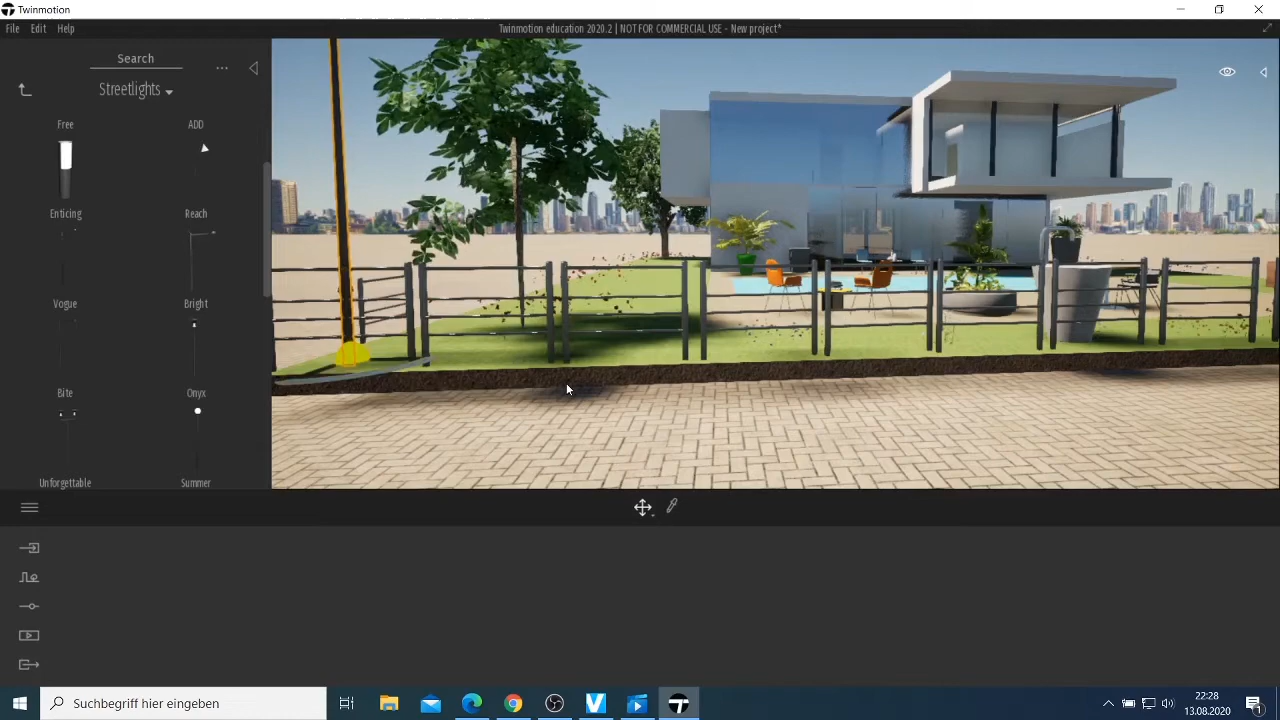 Twinmotion
File Edit Help
Twinmotion education 2020.2 | NOT FOR COMMERCIAL USE - New project*
Search
...
Streetlights
Free ADD
Enticing Reach
Vogue Bright
Bite Onyx
Unforgettable Summer
Suchbegriff hier eingeben
22:28
13.08.2020
1